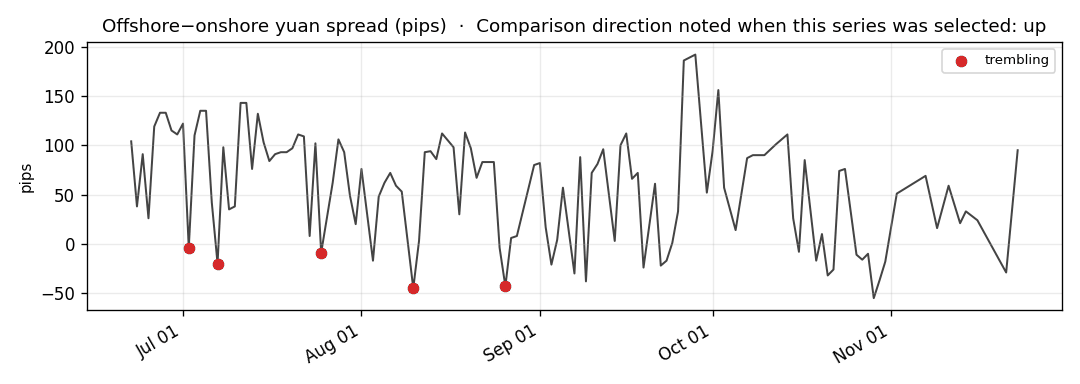 Offshore−onshore yuan spread (pips)  ·  Comparison direction noted when this series was selected: up
trembling
200
150
100
50
0
−50
pips
Jul 01
Aug 01
Sep 01
Oct 01
Nov 01